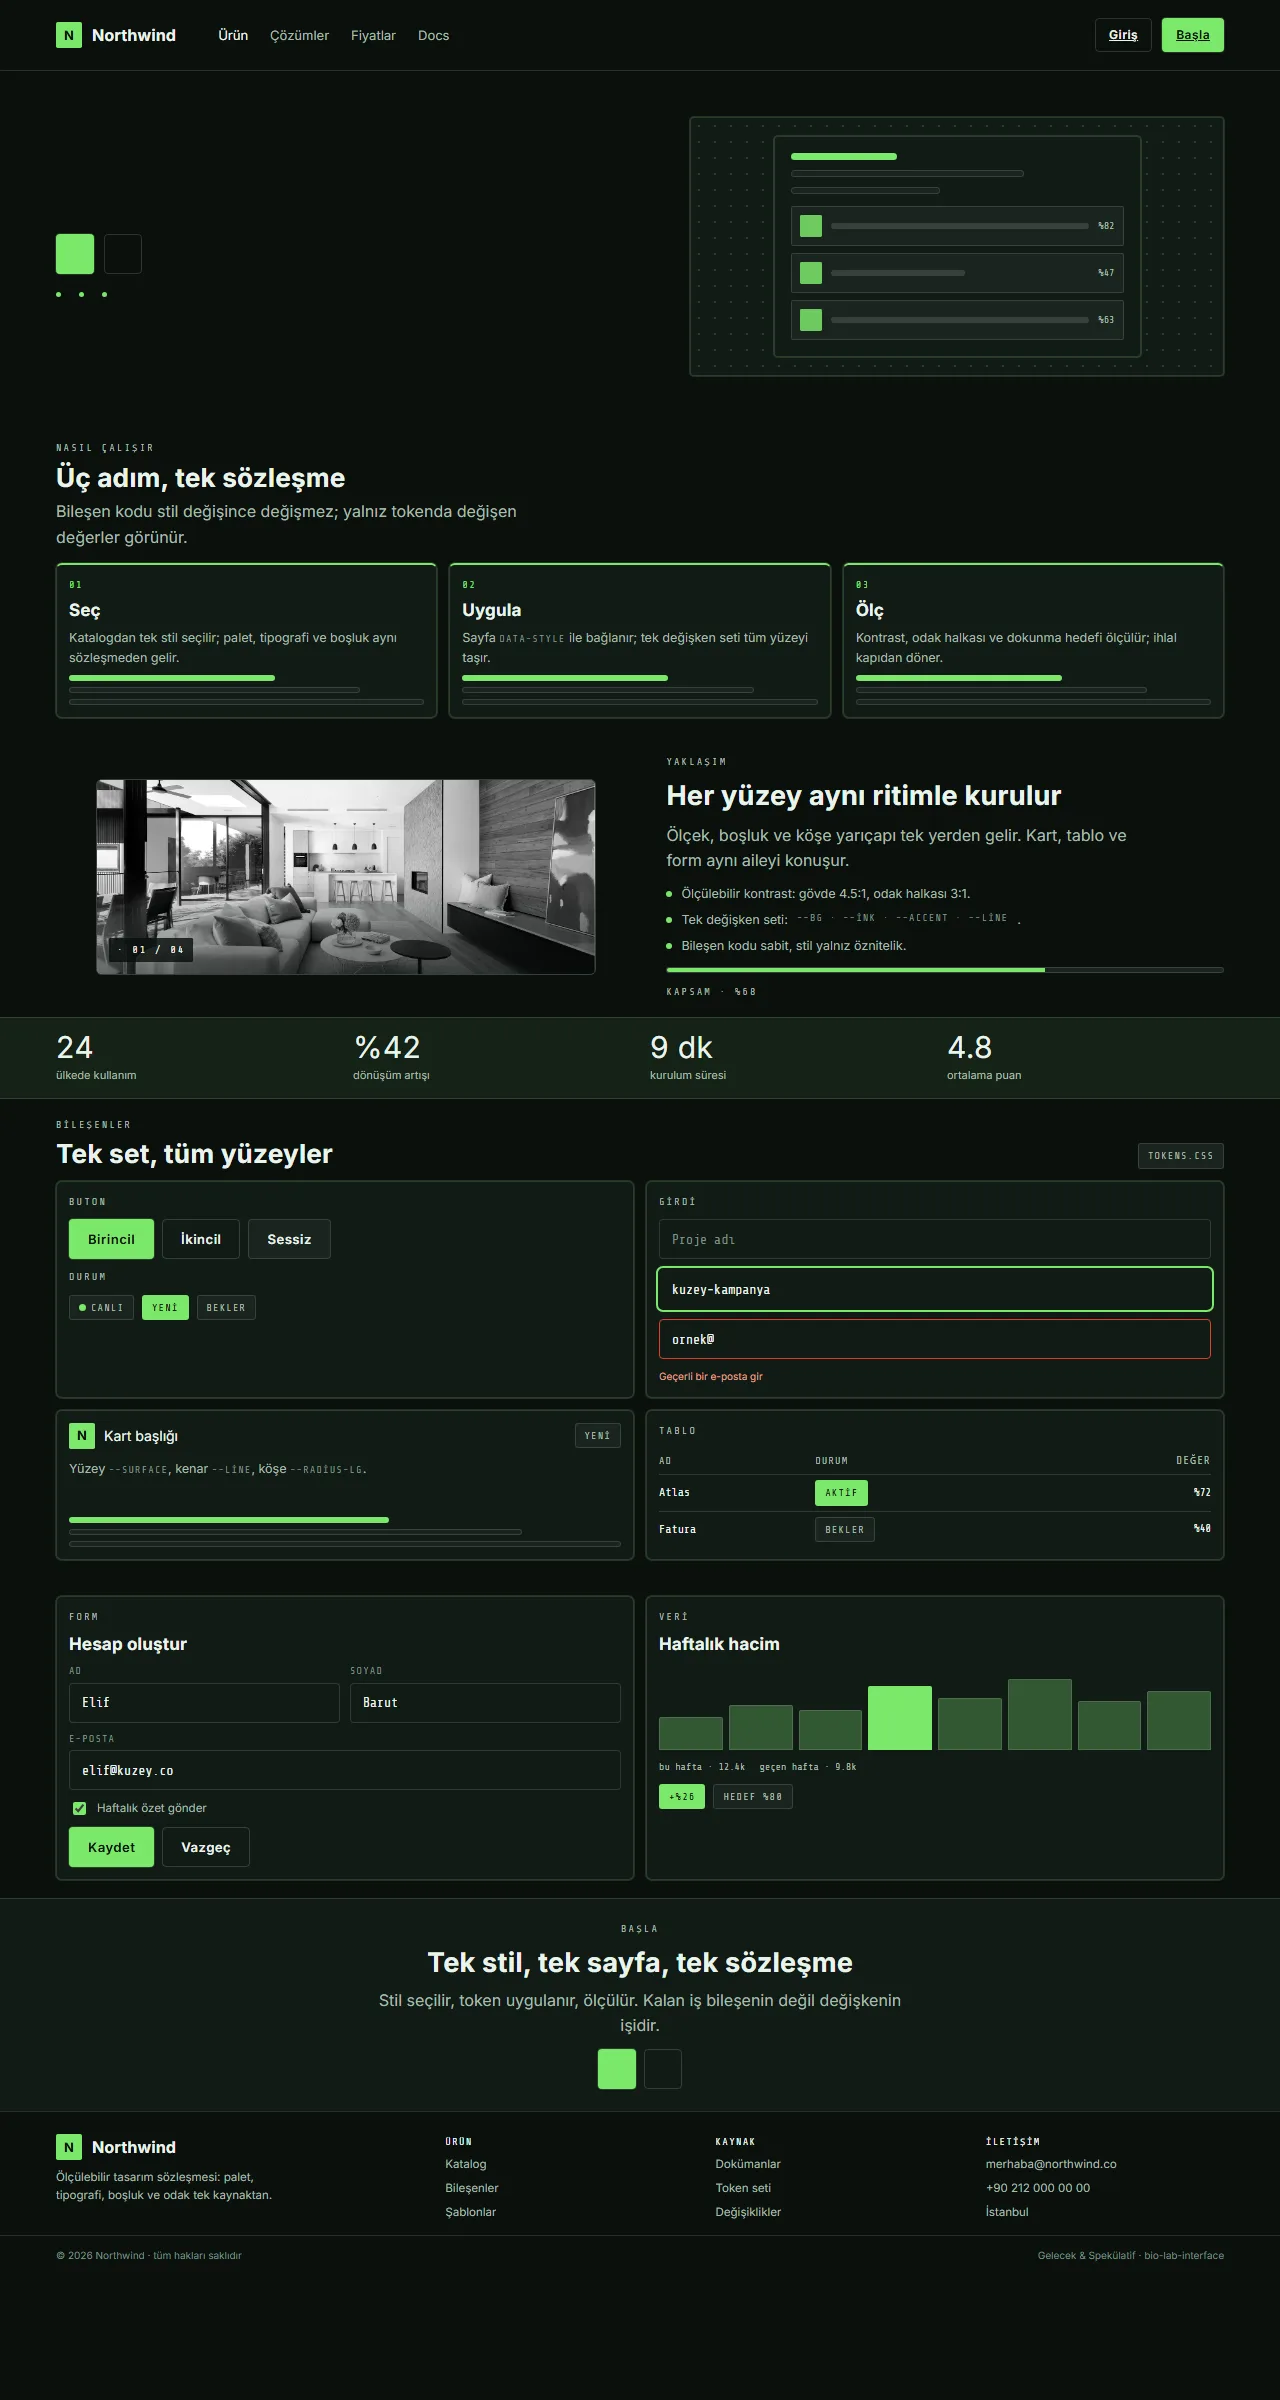 N Northwind Ürün Çözümler Fiyatlar Docs Giriş Başla
%82
%47
%63
NASIL ÇALIŞIR
Üç adım, tek sözleşme
Bileşen kodu stil değişince değişmez; yalnız tokenda değişen
değerler görünür.
01
Seç
Katalogdan tek stil seçilir; palet, tipografi ve boşluk aynı
sözleşmeden gelir.
02
Uygula
Sayfa DATA-STYLE ile bağlanır; tek değişken seti tüm yüzeyi
taşır.
03
Ölç
Kontrast, odak halkası ve dokunma hedefi ölçülür; ihlal
kapıdan döner.
· 01 / 04
YAKLAŞIM
Her yüzey aynı ritimle kurulur
Ölçek, boşluk ve köşe yarıçapı tek yerden gelir. Kart, tablo ve
form aynı aileyi konuşur.
Ölçülebilir kontrast: gövde 4.5:1, odak halkası 3:1.
Tek değişken seti: --BG · --İNK · --ACCENT · --LİNE .
Bileşen kodu sabit, stil yalnız öznitelik.
KAPSAM · %68
24
ülkede kullanım
%42
dönüşüm artışı
9 dk
kurulum süresi
4.8
ortalama puan
BİLEŞENLER
Tek set, tüm yüzeyler
TOKENS.CSS
BUTON
Birincil İkincil Sessiz
DURUM
CANLI YENİ BEKLER
GİRDİ
Proje adı
kuzey-kampanya
ornek@
Geçerli bir e-posta gir
N Kart başlığı YENİ
Yüzey --SURFACE, kenar --LİNE, köşe --RADİUS-LG.
TABLO
AD DURUM DEĞER
Atlas AKTİF %72
Fatura BEKLER %40
FORM
Hesap oluştur
AD SOYAD
Elif Barut
E-POSTA
elif@kuzey.co
Haftalık özet gönder
Kaydet Vazgeç
VERİ
Haftalık hacim
bu hafta · 12.4k geçen hafta · 9.8k
+%26 HEDEF %80
BAŞLA
Tek stil, tek sayfa, tek sözleşme
Stil seçilir, token uygulanır, ölçülür. Kalan iş bileşenin değil değişkenin
işidir.
N Northwind
Ölçülebilir tasarım sözleşmesi: palet,
tipografi, boşluk ve odak tek kaynaktan.
ÜRÜN
Katalog
Bileşenler
Şablonlar
KAYNAK
Dokümanlar
Token seti
Değişiklikler
İLETİŞİM
merhaba@northwind.co
+90 212 000 00 00
İstanbul
© 2026 Northwind · tüm hakları saklıdır
Gelecek & Spekülatif · bio-lab-interface